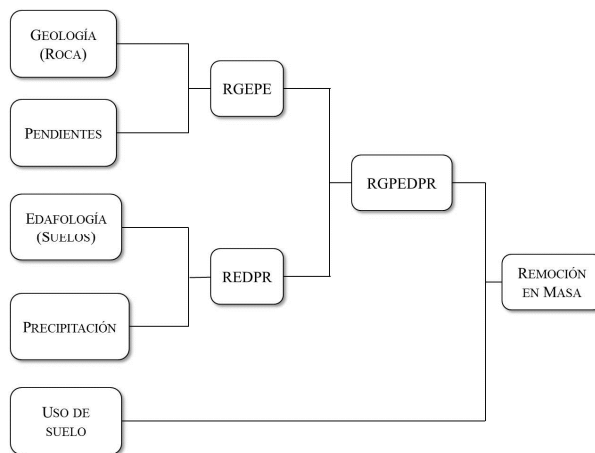 GEOLOGÍA
(ROCA)
RGEPE
PENDIENTES
RGPEDPR
EDAFOLOGÍA
(SUELOS)
REDPR
REMOCIÓN
EN MASA
PRECIPITACIÓN
USO DE
SUELO